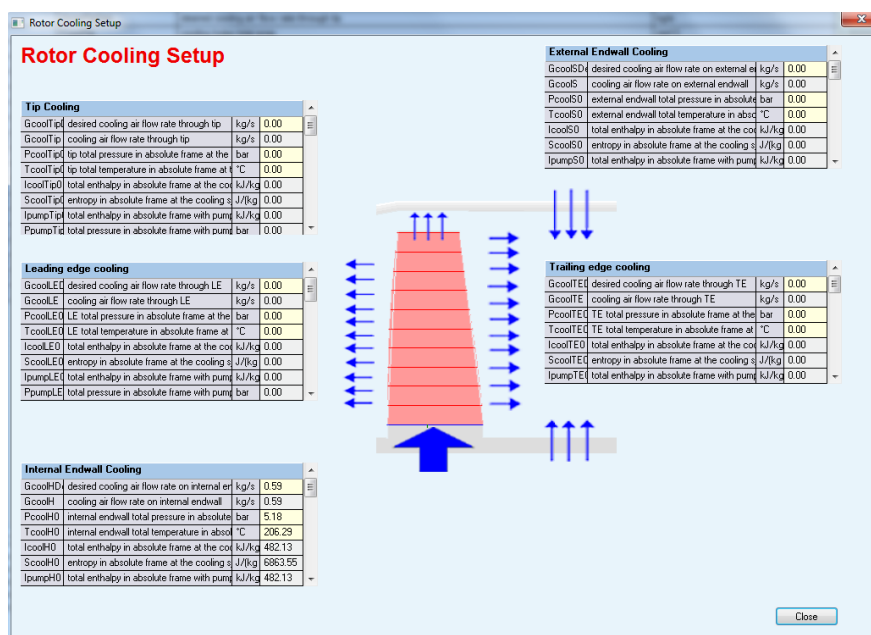 Rotor Cooling Setup
Rotor Cooling Setup
External Endwall Cooling
GcoolSD desired cooling air flow rate on external kg/s 0.00
GcoolS cooling air flow rate on external endwall kg/s 0.00
PcoolS0 external endwall total pressure in absolute bar 0.00
TcoolS0 external endwall total temperature in °C 0.00
IcoolS0 total enthalpy in absolute frame at the kJ/kg 0.00
ScoolS0 entropy in absolute frame at the cooling s J/(kg 0.00
IpumpS0 total enthalpy in absolute frame with pump kJ/kg 0.00
Tip Cooling
GcoolTip desired cooling air flow rate through tip kg/s 0.00
GcoolTip cooling air flow rate through tip kg/s 0.00
PcoolTip tip total pressure in absolute frame at the bar 0.00
TcoolTip tip total temperature in absolute frame at °C 0.00
IcoolTip0 total enthalpy in absolute frame at the kJ/kg 0.00
ScoolTip entropy in absolute frame at the cooling s J/(kg 0.00
IpumpTip total enthalpy in absolute frame with pump kJ/kg 0.00
PpumpTip total pressure in absolute frame with pump bar 0.00
Leading edge cooling
GcoolLE desired cooling air flow rate through LE kg/s 0.00
GcoolLE cooling air flow rate through LE kg/s 0.00
PcoolLE0 LE total pressure in absolute frame at the bar 0.00
TcoolLE0 LE total temperature in absolute frame at °C 0.00
IcoolLE0 total enthalpy in absolute frame at the kJ/kg 0.00
ScoolLE0 entropy in absolute frame at the cooling s J/(kg 0.00
IpumpLE0 total enthalpy in absolute frame with pump kJ/kg 0.00
PpumpLE total pressure in absolute frame with pump bar 0.00
Trailing edge cooling
GcoolTE desired cooling air flow rate through TE kg/s 0.00
GcoolTE cooling air flow rate through TE kg/s 0.00
PcoolTE TE total pressure in absolute frame at the bar 0.00
TcoolTE TE total temperature in absolute frame at °C 0.00
IcoolTE0 total enthalpy in absolute frame at the kJ/kg 0.00
ScoolTE entropy in absolute frame at the cooling s J/(kg 0.00
IpumpTE total enthalpy in absolute frame with pump kJ/kg 0.00
Internal Endwall Cooling
GcoolHD desired cooling air flow rate on internal kg/s 0.59
GcoolH cooling air flow rate on internal endwall kg/s 0.59
PcoolH0 internal endwall total pressure in absolute bar 5.18
TcoolH0 internal endwall total temperature in °C 206.29
IcoolH0 total enthalpy in absolute frame at the kJ/kg 482.13
ScoolH0 entropy in absolute frame at the cooling s J/(kg 6863.55
IpumpH0 total enthalpy in absolute frame with pump kJ/kg 482.13
Close